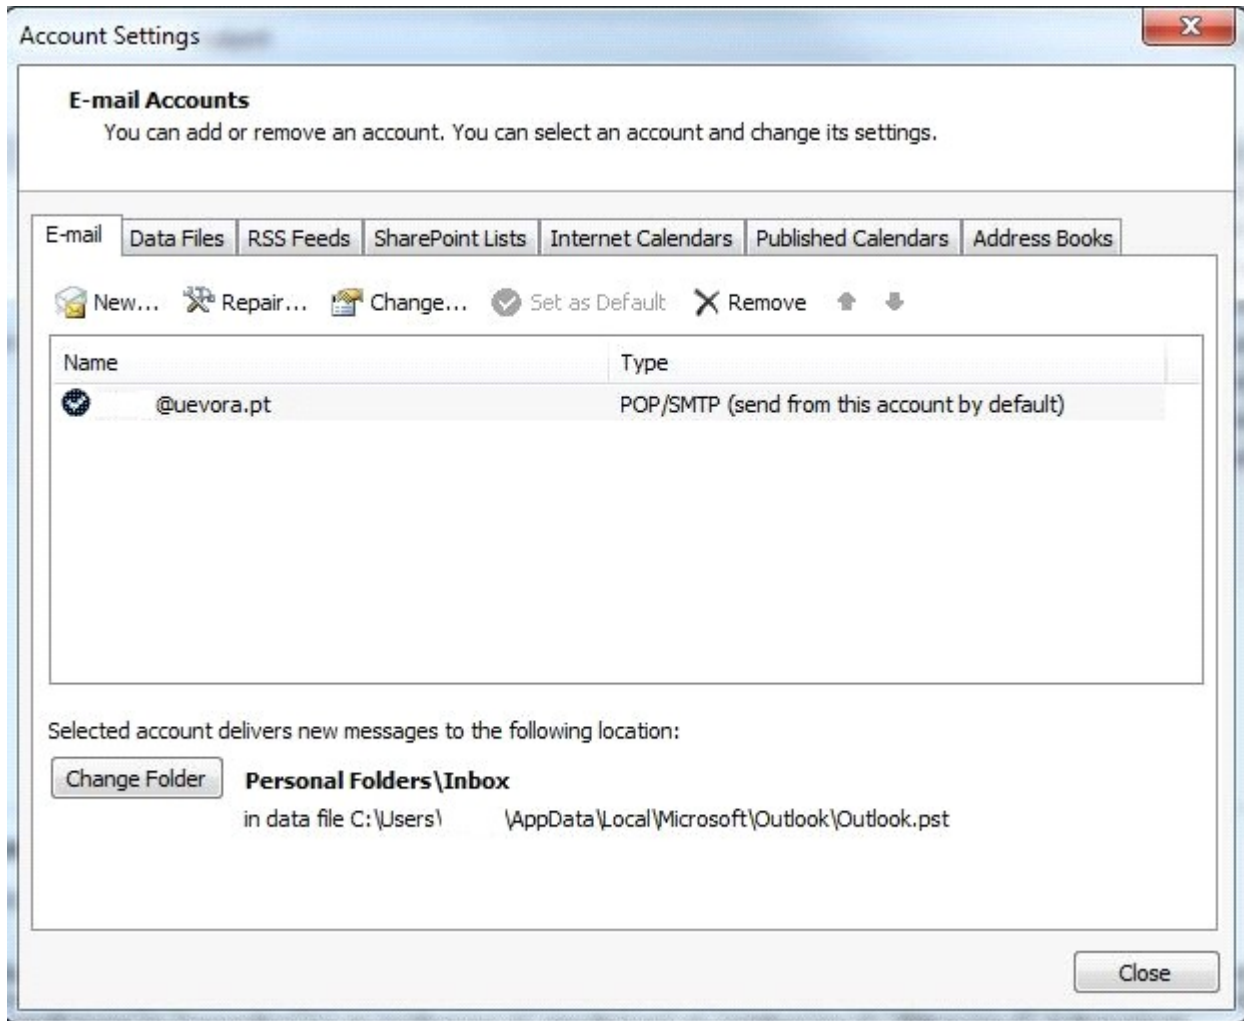 Account Settings
E-mail Accounts
You can add or remove an account. You can select an account and change its settings.
E-mail Data Files RSS Feeds SharePoint Lists Internet Calendars Published Calendars Address Books
New... Repair... Change... Set as Default Remove
Name Type
@uevora.pt POP/SMTP (send from this account by default)
Selected account delivers new messages to the following location:
Change Folder Personal Folders\Inbox
in data file C:\Users\ \AppData\Local\Microsoft\Outlook\Outlook.pst
Close